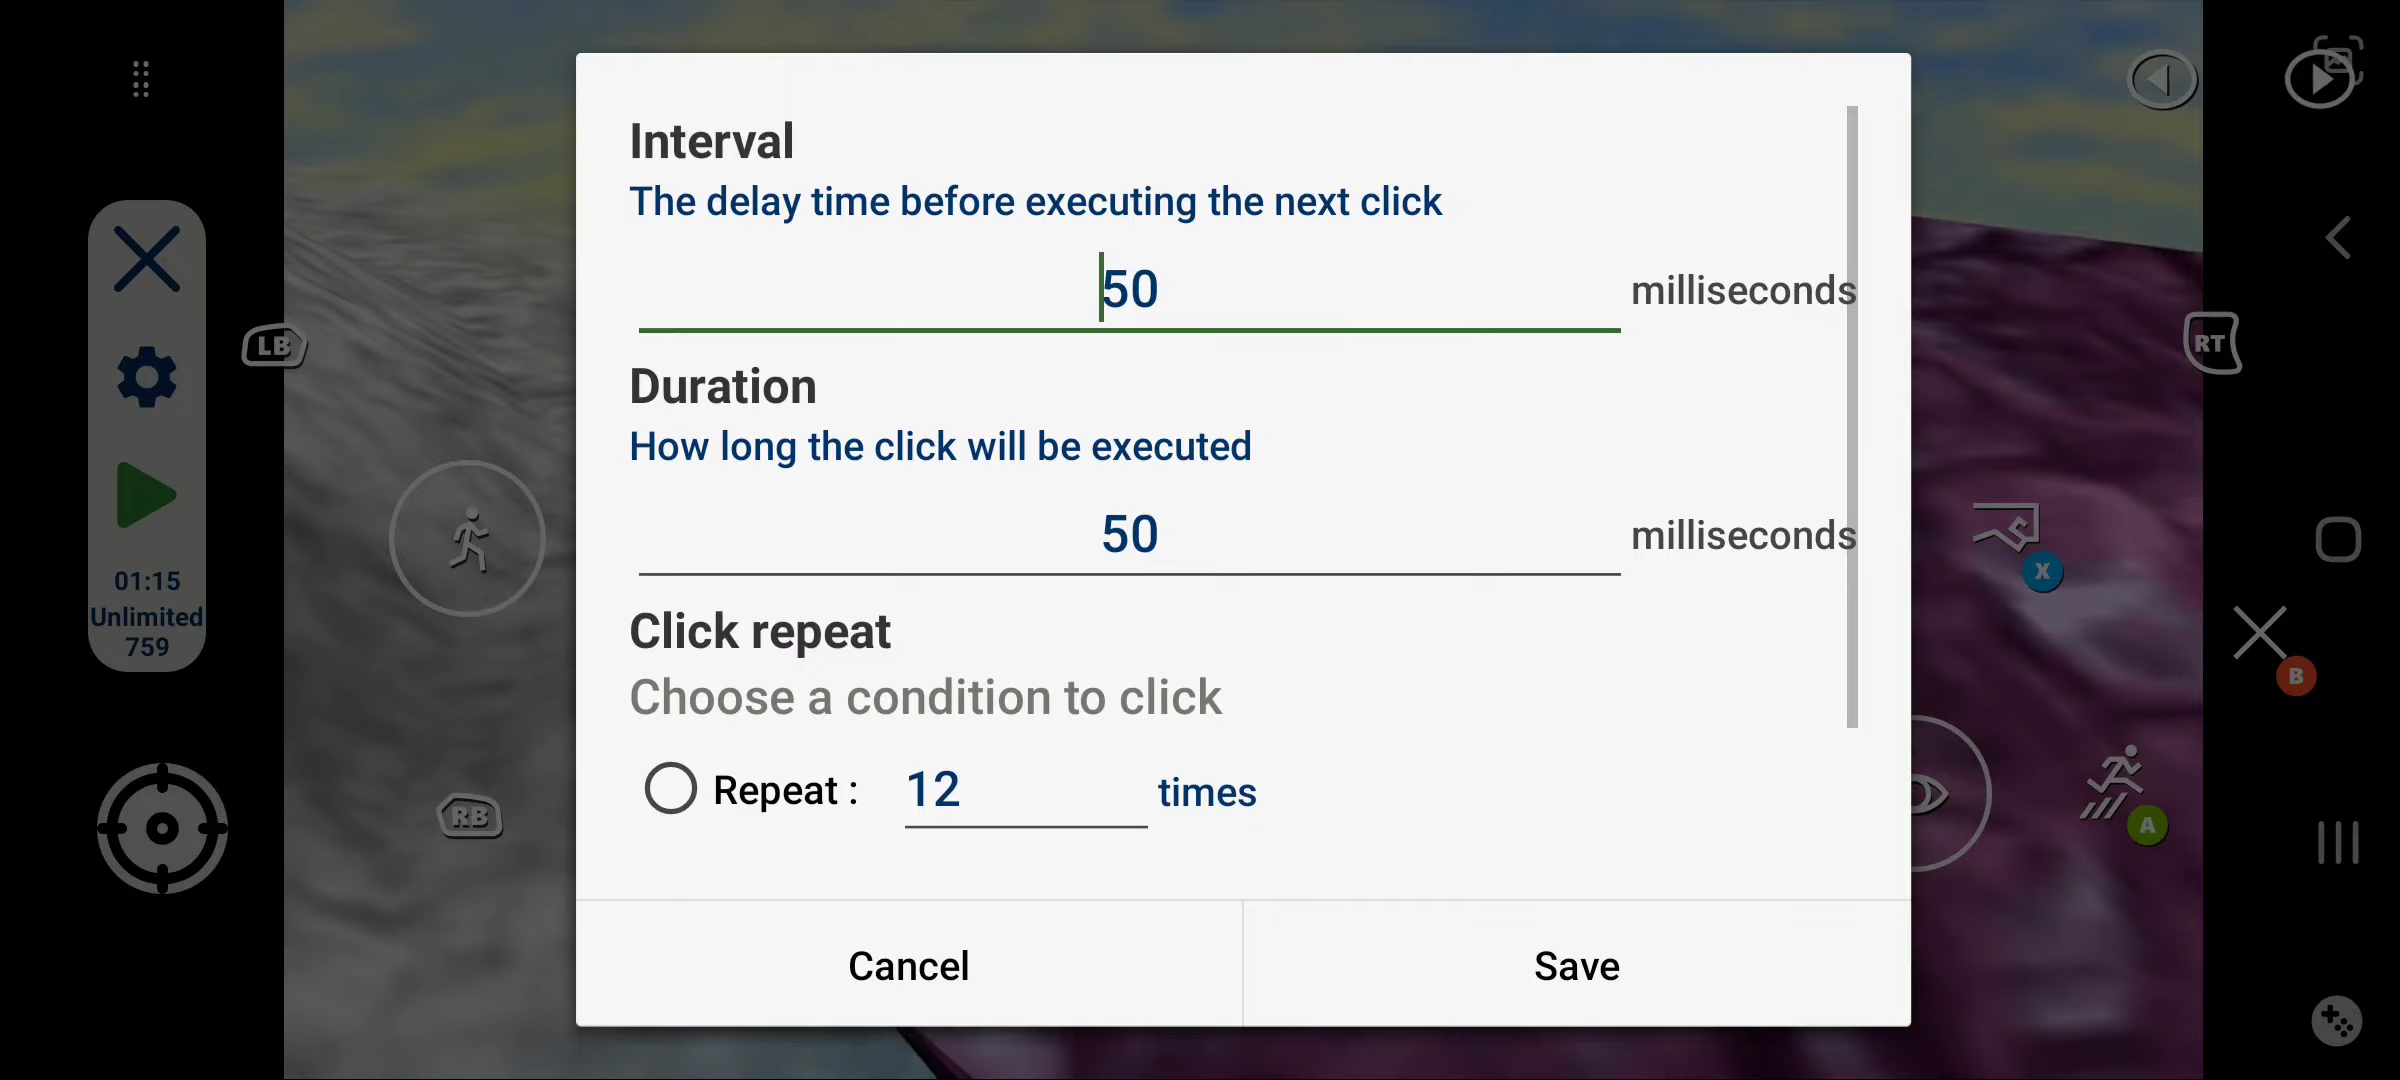 Interval
The delay time before executing the next click
50 milliseconds
Duration
How long the click will be executed
50 milliseconds
Click repeat
Choose a condition to click
Repeat : 12 times
Cancel Save
01:15
Unlimited
759
LB
RB
RT
X
B
A